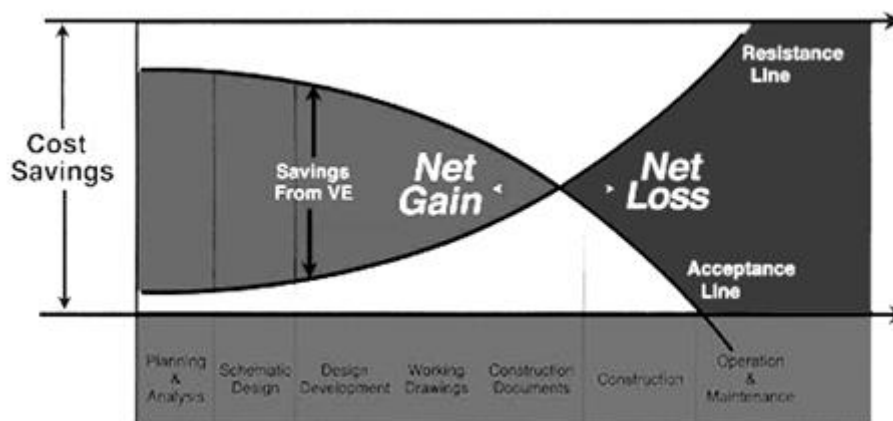 Cost
Savings
Savings
From VE
Net
Gain
Net
Loss
Resistance
Line
Acceptance
Line
Planning
&
Analysis
Schematic
Design
Design
Development
Working
Drawings
Construction
Documents
Construction
Operation
&
Maintenance